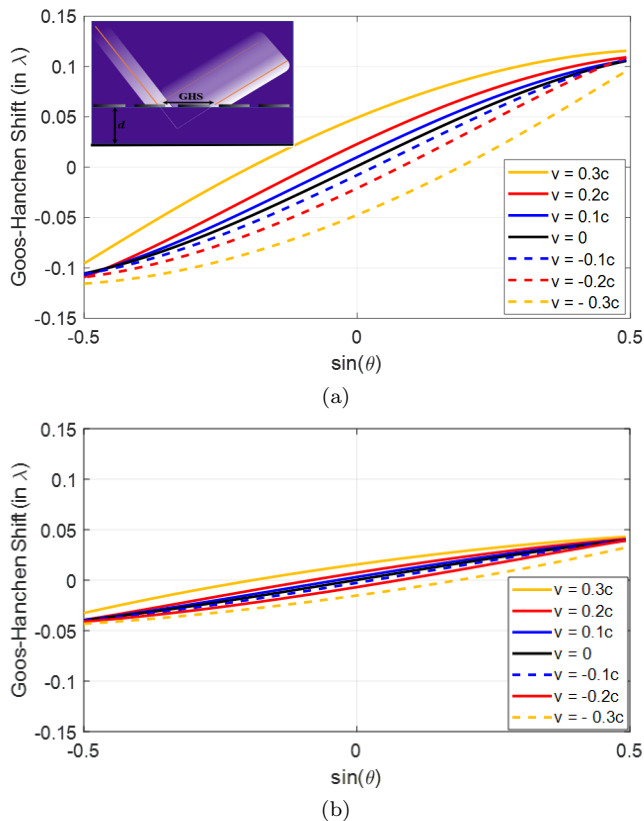 0.15
0.1
0.05
0
-0.05
-0.1
-0.15
Goos-Hanchen Shift (in λ)
GHS
d
v = 0.3c
v = 0.2c
v = 0.1c
v = 0
v = -0.1c
v = -0.2c
v = - 0.3c
-0.5
0
0.5
sin(θ)
(a)
0.15
0.1
0.05
0
-0.05
-0.1
-0.15
Goos-Hanchen Shift (in λ)
v = 0.3c
v = 0.2c
v = 0.1c
v = 0
v = -0.1c
v = -0.2c
v = - 0.3c
-0.5
0
0.5
sin(θ)
(b)